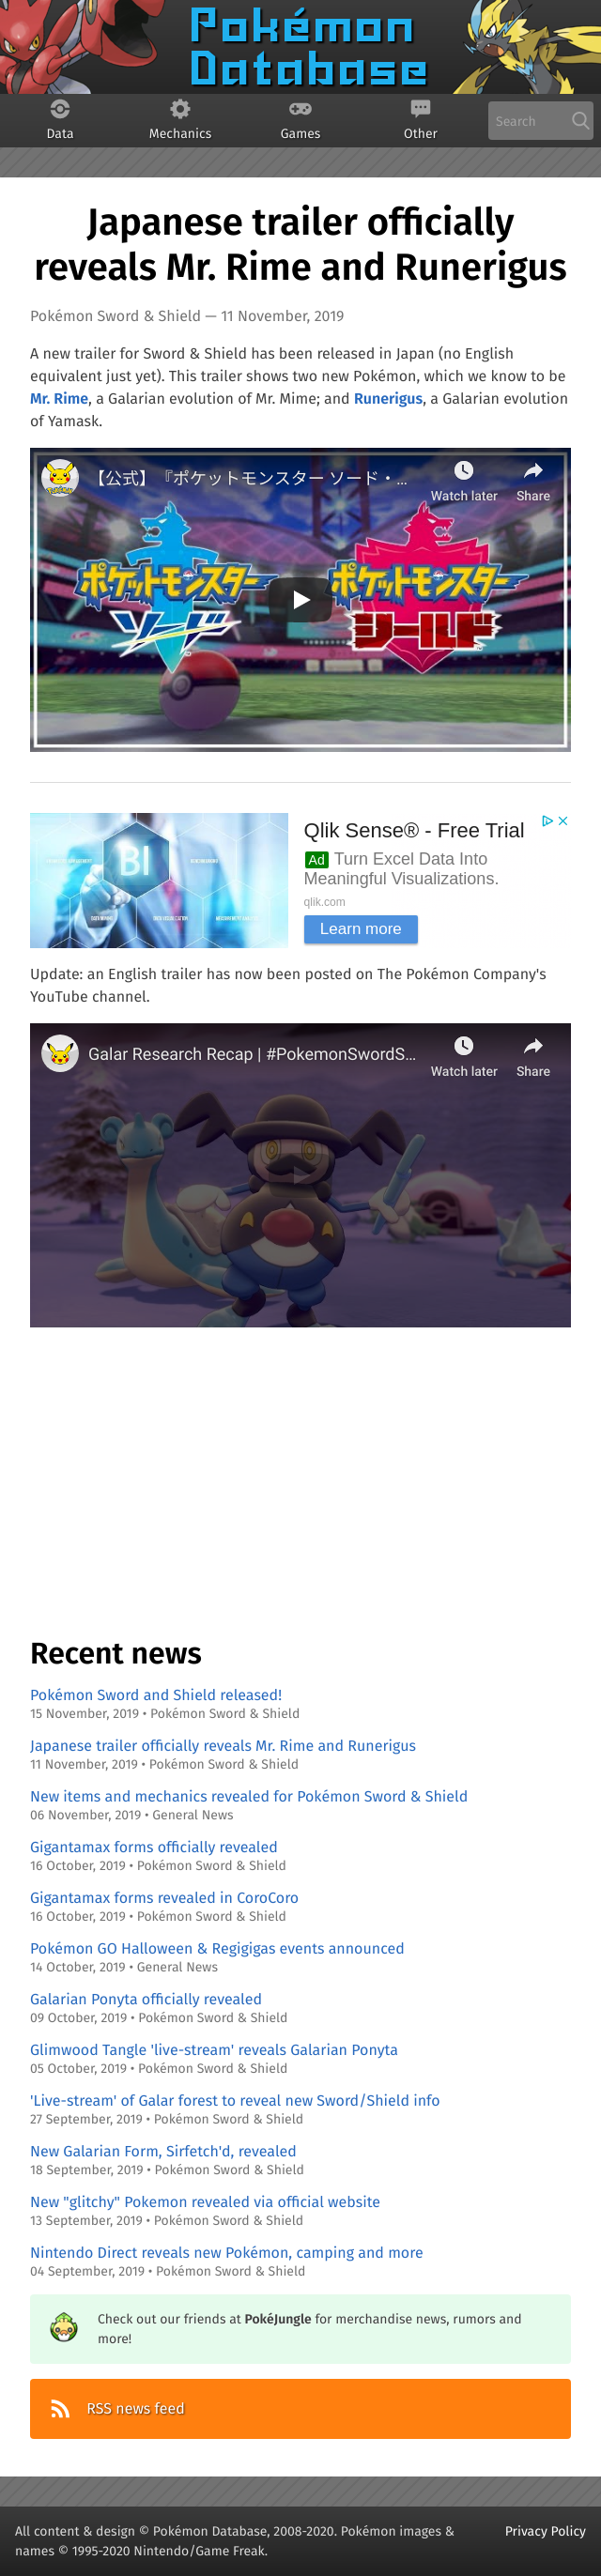 Pokémon
Database
Data
Mechanics
Games
Other
Search
Japanese trailer officially
reveals Mr. Rime and Runerigus
Pokémon Sword & Shield — 11 November, 2019
A new trailer for Sword & Shield has been released in Japan (no English
equivalent just yet). This trailer shows two new Pokémon, which we know to be
Mr. Rime, a Galarian evolution of Mr. Mime; and Runerigus, a Galarian evolution
of Yamask.
【公式】『ポケットモンスター ソード・...
Watch later
Share
ポケットモンスター
ソード
ポケットモンスター
シールド
Qlik Sense® - Free Trial
Ad Turn Excel Data Into
Meaningful Visualizations.
qlik.com
Learn more
BI
Update: an English trailer has now been posted on The Pokémon Company's
YouTube channel.
Galar Research Recap | #PokemonSwordS...
Watch later
Share
Recent news
Pokémon Sword and Shield released!
15 November, 2019 • Pokémon Sword & Shield
Japanese trailer officially reveals Mr. Rime and Runerigus
11 November, 2019 • Pokémon Sword & Shield
New items and mechanics revealed for Pokémon Sword & Shield
06 November, 2019 • General News
Gigantamax forms officially revealed
16 October, 2019 • Pokémon Sword & Shield
Gigantamax forms revealed in CoroCoro
16 October, 2019 • Pokémon Sword & Shield
Pokémon GO Halloween & Regigigas events announced
14 October, 2019 • General News
Galarian Ponyta officially revealed
09 October, 2019 • Pokémon Sword & Shield
Glimwood Tangle 'live-stream' reveals Galarian Ponyta
05 October, 2019 • Pokémon Sword & Shield
'Live-stream' of Galar forest to reveal new Sword/Shield info
27 September, 2019 • Pokémon Sword & Shield
New Galarian Form, Sirfetch'd, revealed
18 September, 2019 • Pokémon Sword & Shield
New "glitchy" Pokemon revealed via official website
13 September, 2019 • Pokémon Sword & Shield
Nintendo Direct reveals new Pokémon, camping and more
04 September, 2019 • Pokémon Sword & Shield
Check out our friends at PokéJungle for merchandise news, rumors and
more!
RSS news feed
All content & design © Pokémon Database, 2008-2020. Pokémon images &
names © 1995-2020 Nintendo/Game Freak.
Privacy Policy